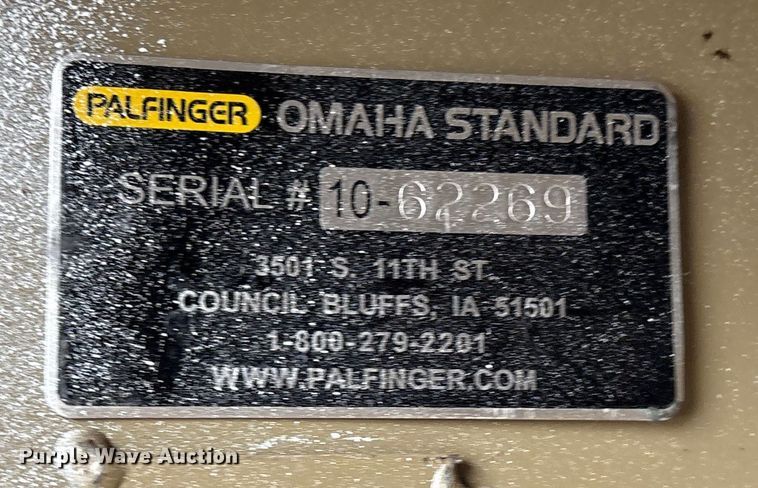 PALFINGER OMAHA STANDARD
SERIAL # 10-62269
3501 S. 11TH ST.
COUNCIL BLUFFS, IA 51501
1-800-279-2201
WWW.PALFINGER.COM
Purple Wave Auction